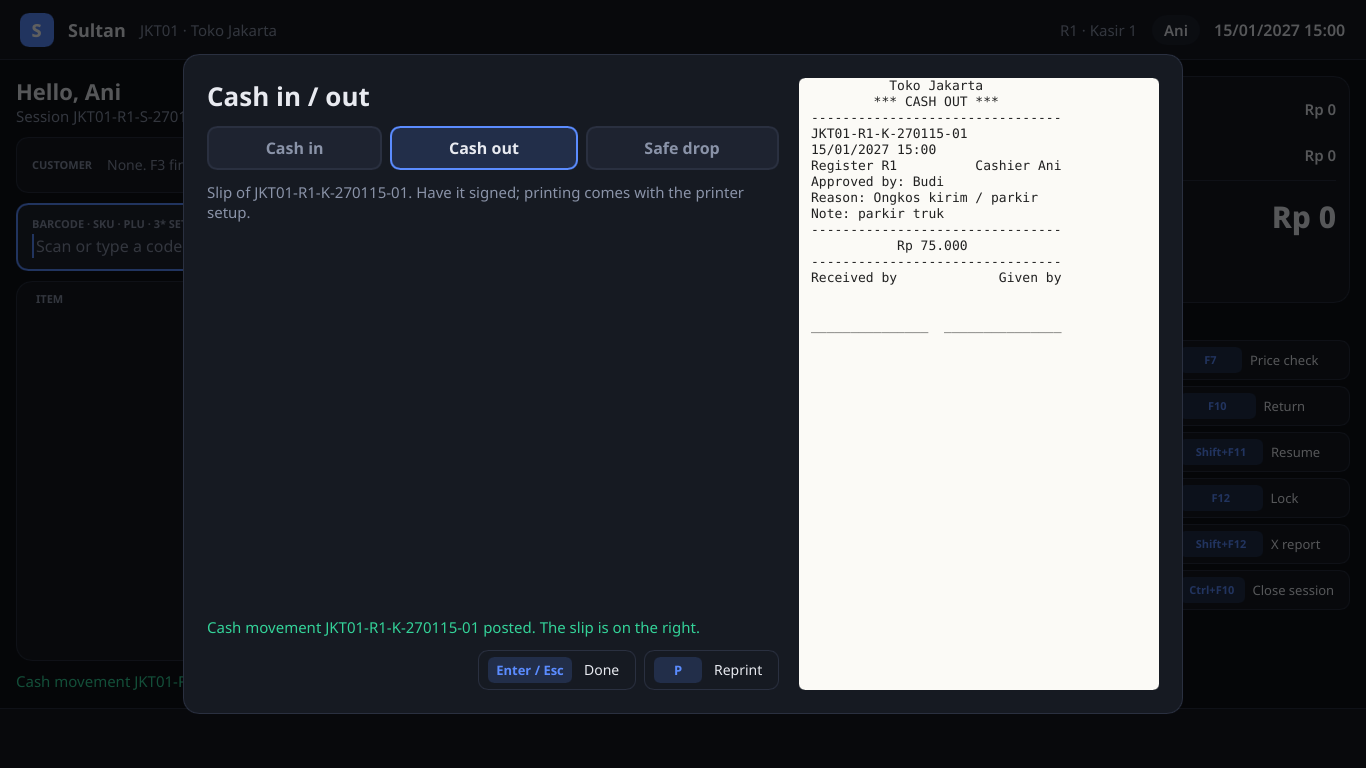 S Sultan JKT01 · Toko Jakarta
R1 · Kasir 1 Ani 15/01/2027 15:00
Hello, Ani
Session JKT01-R1-S-2701
CUSTOMER None. F3
BARCODE · SKU · PLU · 3*
Scan or type a code
ITEM
Cash movement
Rp 0
Rp 0
Rp 0
F7 Price check
F10 Return
Shift+F11 Resume
F12 Lock
Shift+F12 X report
Ctrl+F10 Close session
Cash in / out
Cash in Cash out Safe drop
Slip of JKT01-R1-K-270115-01. Have it signed; printing comes with the printer
setup.
Cash movement JKT01-R1-K-270115-01 posted. The slip is on the right.
Enter / Esc Done P Reprint
Toko Jakarta
*** CASH OUT ***
--------------------------------
JKT01-R1-K-270115-01
15/01/2027 15:00
Register R1 Cashier Ani
Approved by: Budi
Reason: Ongkos kirim / parkir
Note: parkir truk
--------------------------------
Rp 75.000
--------------------------------
Received by Given by
_______________ _______________